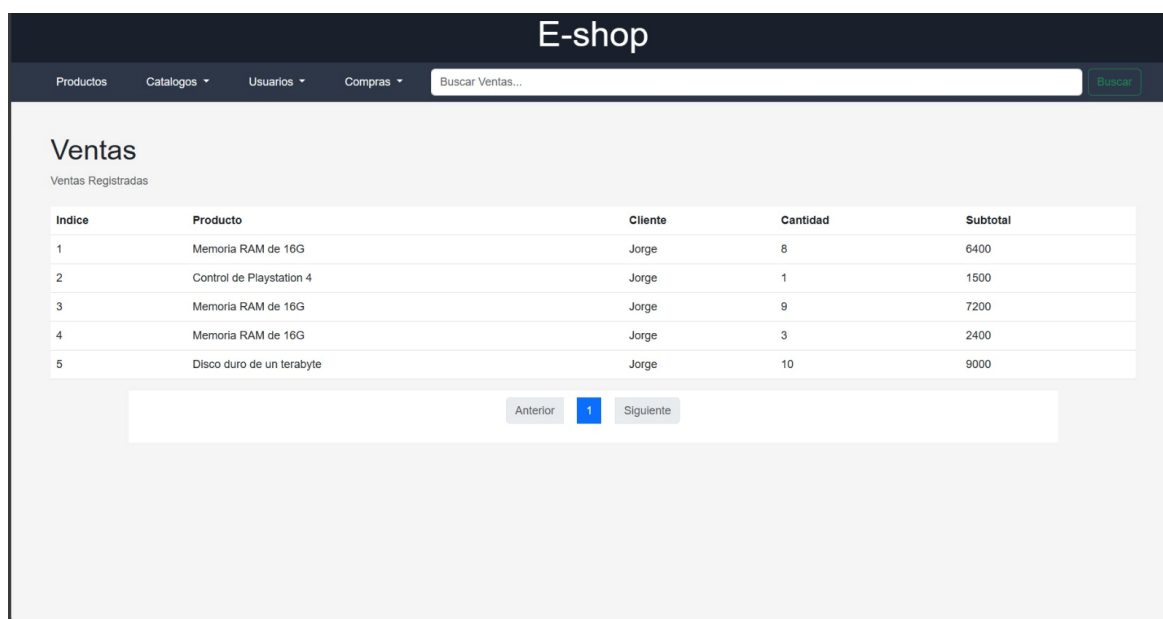 E-shop
Productos Catalogos Usuarios Compras Buscar Ventas... Buscar
Ventas
Ventas Registradas
Indice Producto Cliente Cantidad Subtotal
1 Memoria RAM de 16G Jorge 8 6400
2 Control de Playstation 4 Jorge 1 1500
3 Memoria RAM de 16G Jorge 9 7200
4 Memoria RAM de 16G Jorge 3 2400
5 Disco duro de un terabyte Jorge 10 9000
Anterior 1 Siguiente